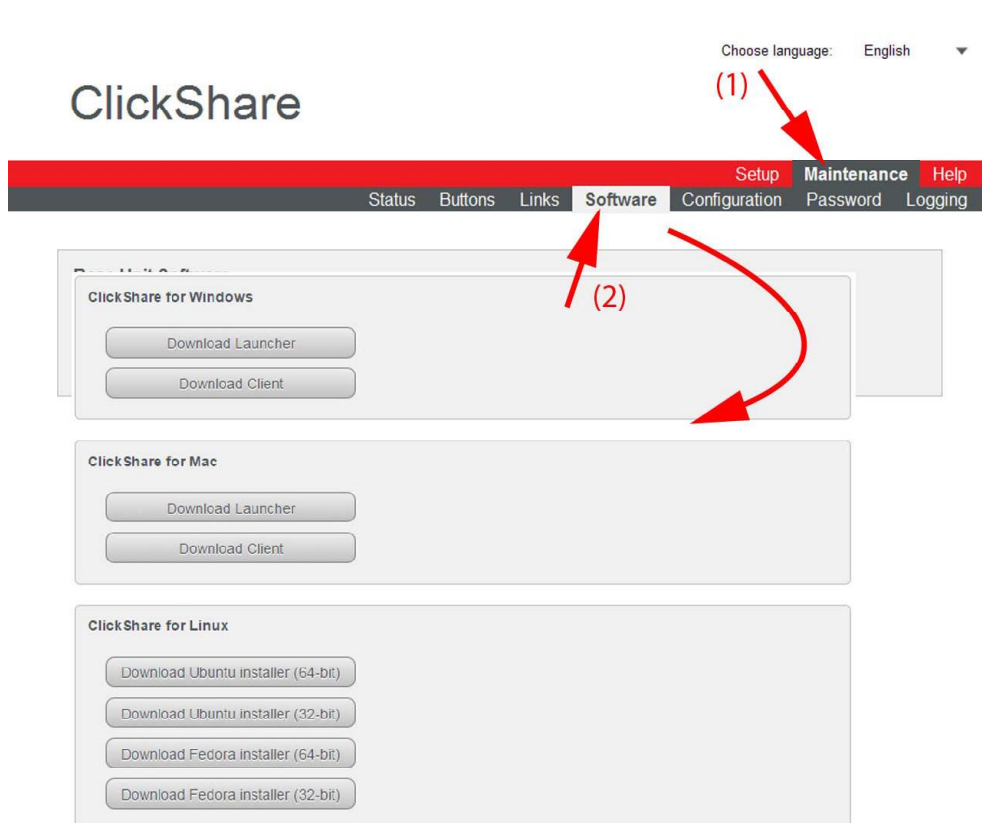 Choose language: English
(1)
ClickShare
Setup Maintenance Help
Status Buttons Links Software Configuration Password Logging
(2)
ClickShare for Windows
Download Launcher
Download Client
ClickShare for Mac
Download Launcher
Download Client
ClickShare for Linux
Download Ubuntu installer (64-bit)
Download Ubuntu installer (32-bit)
Download Fedora installer (64-bit)
Download Fedora installer (32-bit)